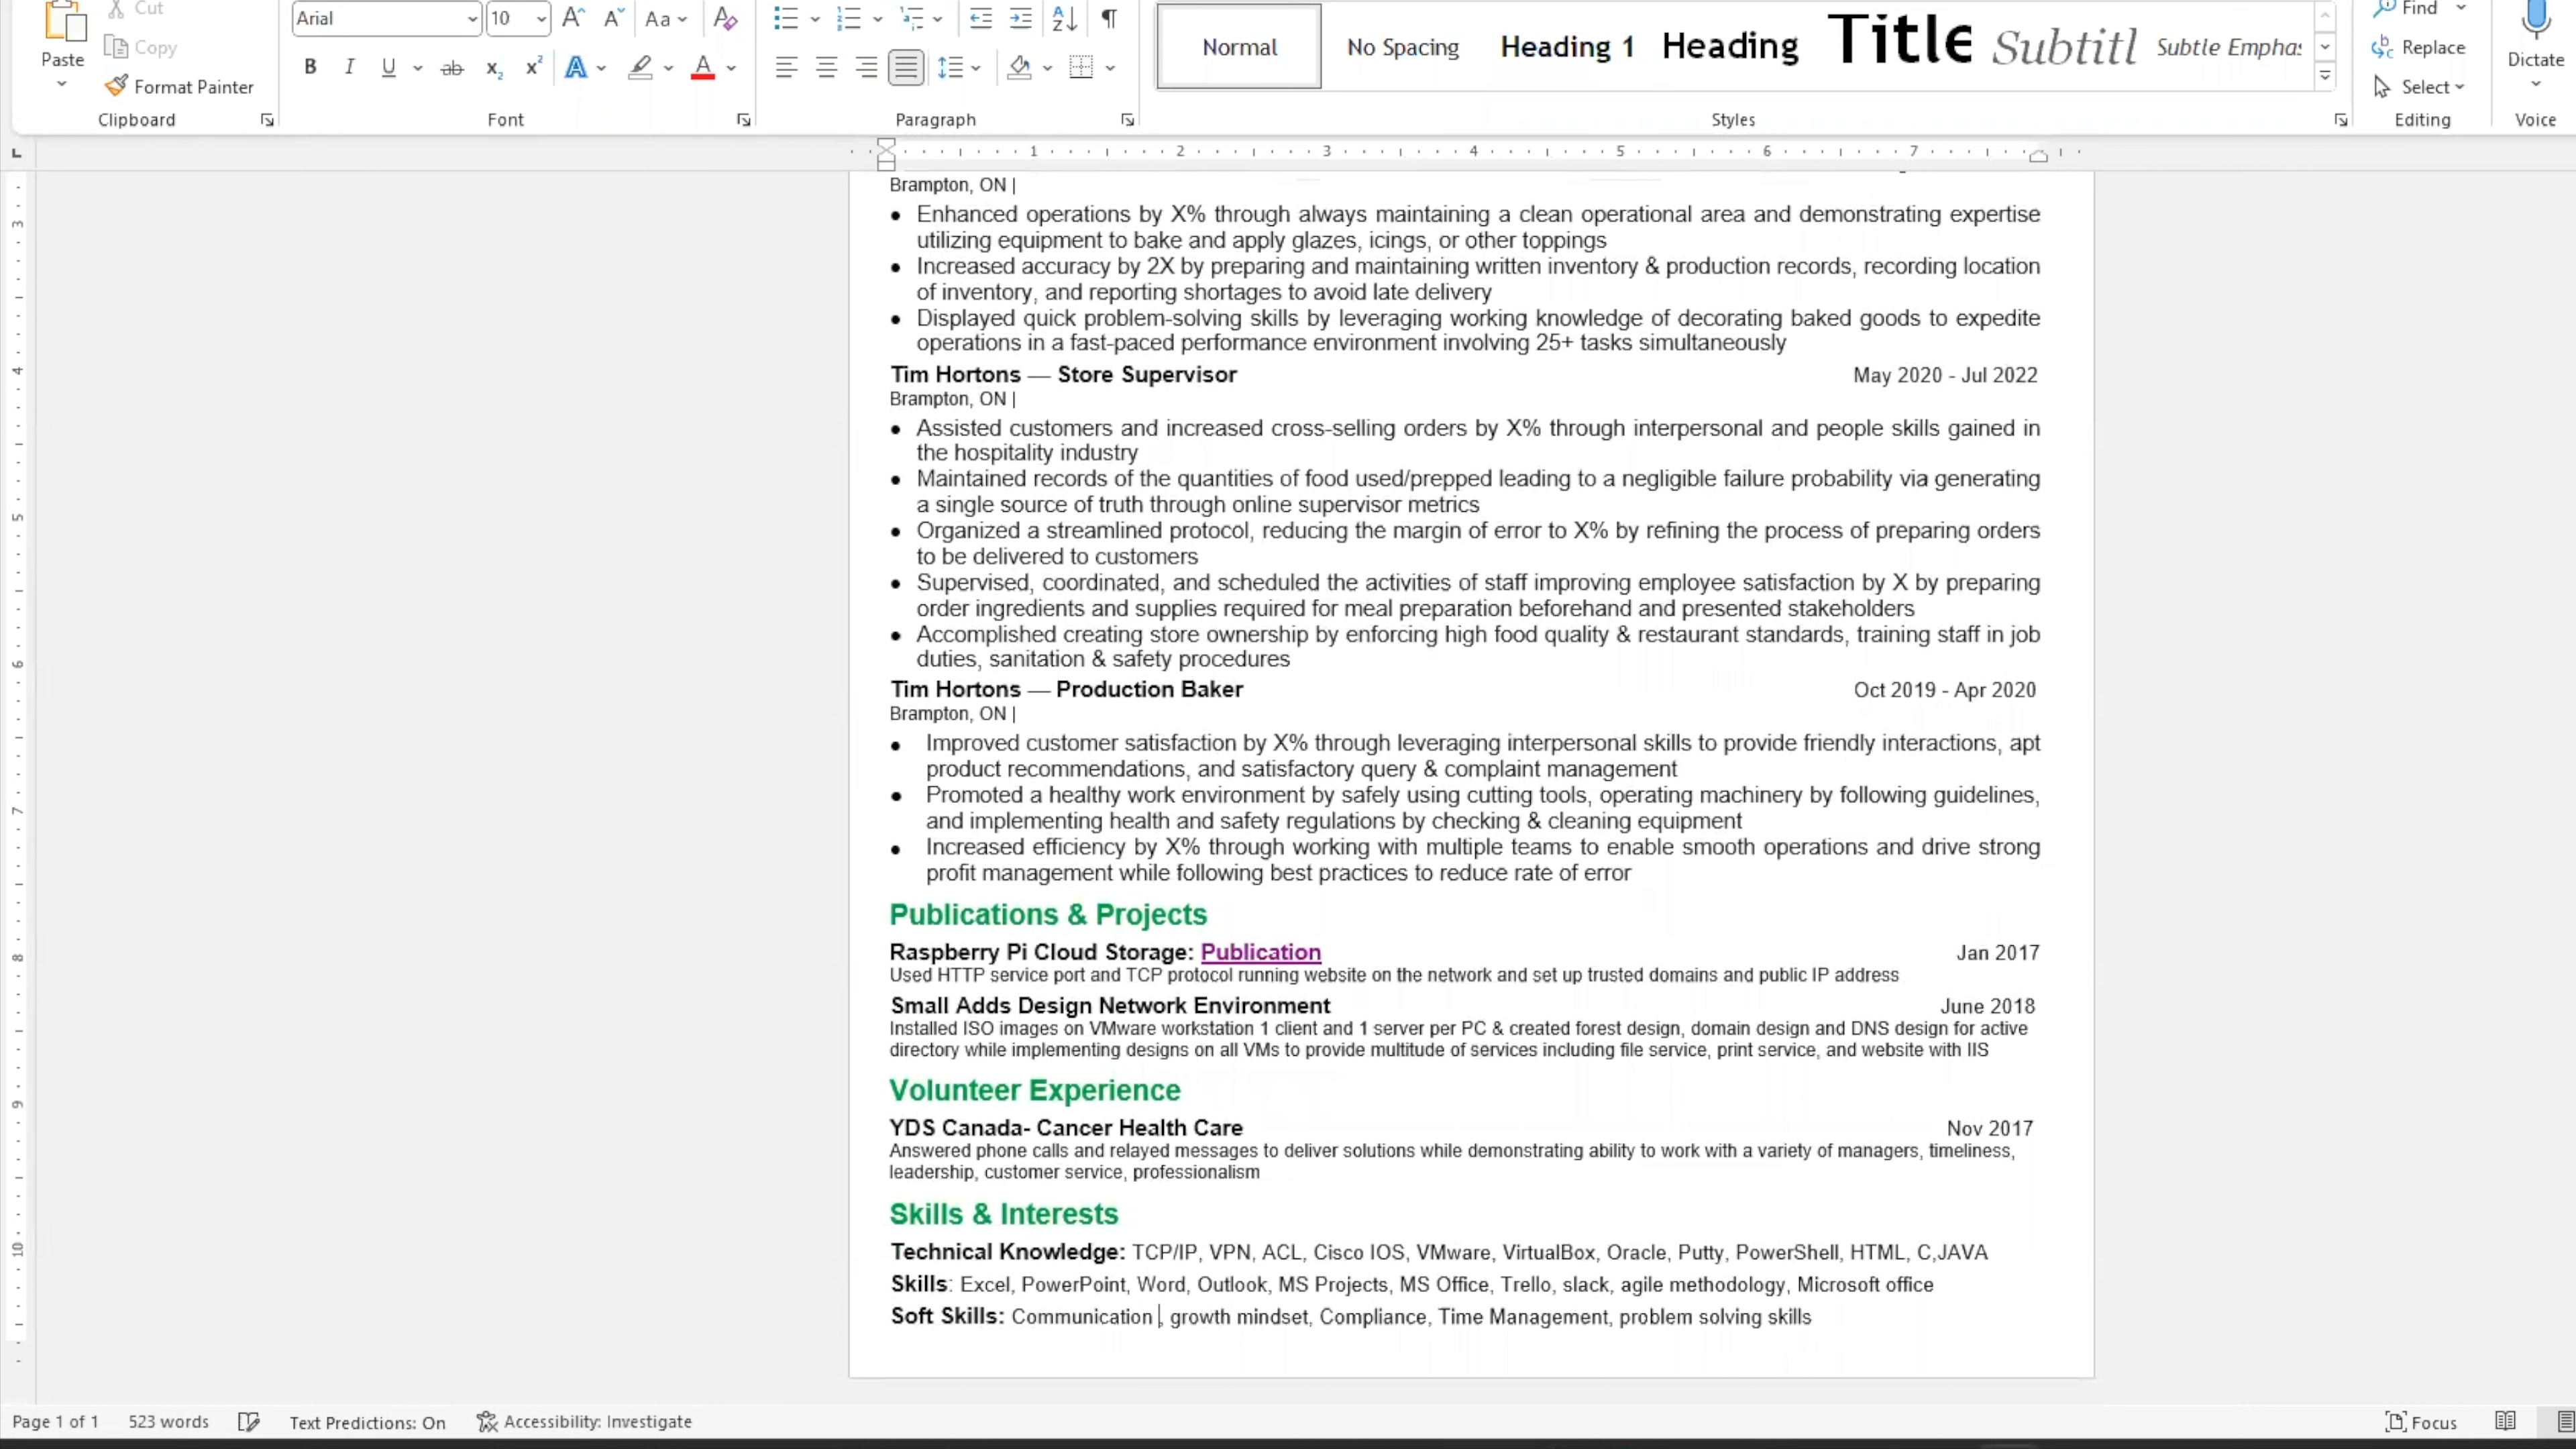 Cut
Paste
Copy
Format Painter
Clipboard
Arial
10
Aa
B I U ab x2 x2 A A
Font
Paragraph
Normal
No Spacing
Heading 1
Heading
Title
Subtitl
Subtle Emphas
Styles
Find
Replace
Select
Editing
Dictate
Voice
1 2 3 4 5 6 7
3
4
5
6
7
8
9
10
Brampton, ON |
• Enhanced operations by X% through always maintaining a clean operational area and demonstrating expertise
utilizing equipment to bake and apply glazes, icings, or other toppings
• Increased accuracy by 2X by preparing and maintaining written inventory & production records, recording location
of inventory, and reporting shortages to avoid late delivery
• Displayed quick problem-solving skills by leveraging working knowledge of decorating baked goods to expedite
operations in a fast-paced performance environment involving 25+ tasks simultaneously
Tim Hortons — Store Supervisor May 2020 - Jul 2022
Brampton, ON |
• Assisted customers and increased cross-selling orders by X% through interpersonal and people skills gained in
the hospitality industry
• Maintained records of the quantities of food used/prepped leading to a negligible failure probability via generating
a single source of truth through online supervisor metrics
• Organized a streamlined protocol, reducing the margin of error to X% by refining the process of preparing orders
to be delivered to customers
• Supervised, coordinated, and scheduled the activities of staff improving employee satisfaction by X by preparing
order ingredients and supplies required for meal preparation beforehand and presented stakeholders
• Accomplished creating store ownership by enforcing high food quality & restaurant standards, training staff in job
duties, sanitation & safety procedures
Tim Hortons — Production Baker Oct 2019 - Apr 2020
Brampton, ON |
• Improved customer satisfaction by X% through leveraging interpersonal skills to provide friendly interactions, apt
product recommendations, and satisfactory query & complaint management
• Promoted a healthy work environment by safely using cutting tools, operating machinery by following guidelines,
and implementing health and safety regulations by checking & cleaning equipment
• Increased efficiency by X% through working with multiple teams to enable smooth operations and drive strong
profit management while following best practices to reduce rate of error
Publications & Projects
Raspberry Pi Cloud Storage: Publication Jan 2017
Used HTTP service port and TCP protocol running website on the network and set up trusted domains and public IP address
Small Adds Design Network Environment June 2018
Installed ISO images on VMware workstation 1 client and 1 server per PC & created forest design, domain design and DNS design for active
directory while implementing designs on all VMs to provide multitude of services including file service, print service, and website with IIS
Volunteer Experience
YDS Canada- Cancer Health Care Nov 2017
Answered phone calls and relayed messages to deliver solutions while demonstrating ability to work with a variety of managers, timeliness,
leadership, customer service, professionalism
Skills & Interests
Technical Knowledge: TCP/IP, VPN, ACL, Cisco IOS, VMware, VirtualBox, Oracle, Putty, PowerShell, HTML, C,JAVA
Skills: Excel, PowerPoint, Word, Outlook, MS Projects, MS Office, Trello, slack, agile methodology, Microsoft office
Soft Skills: Communication , growth mindset, Compliance, Time Management, problem solving skills
Page 1 of 1
523 words
Text Predictions: On
Accessibility: Investigate
Focus